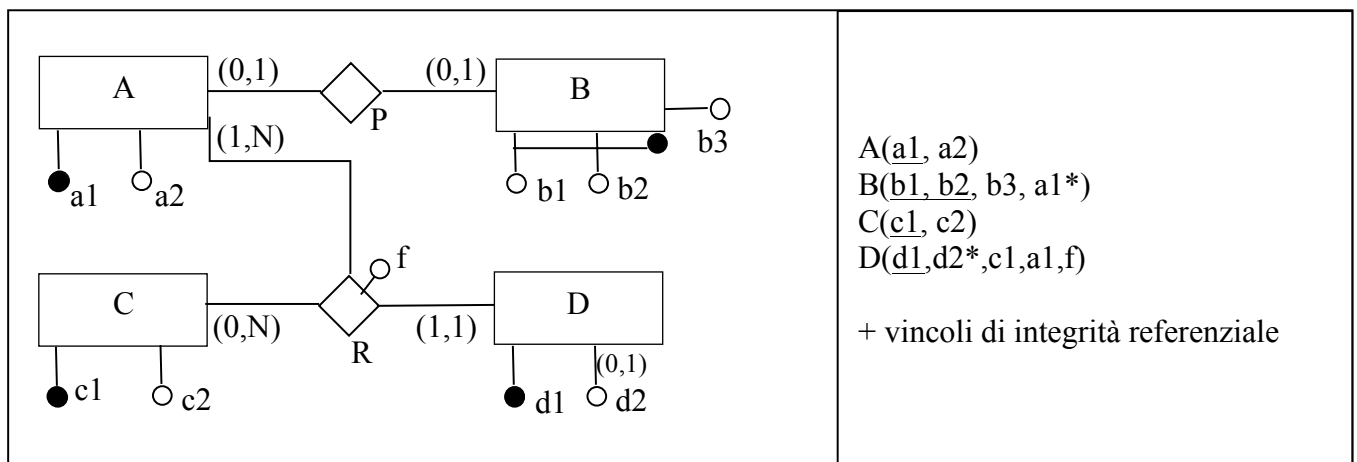 A (0,1) (0,1) B
P
(1,N) b3
a1 a2 b1 b2
f
C D
(0,N) (1,1)
R (0,1)
c1 c2 d1 d2
A(a1, a2)
B(b1, b2, b3, a1*)
C(c1, c2)
D(d1,d2*,c1,a1,f)
+ vincoli di integrità referenziale